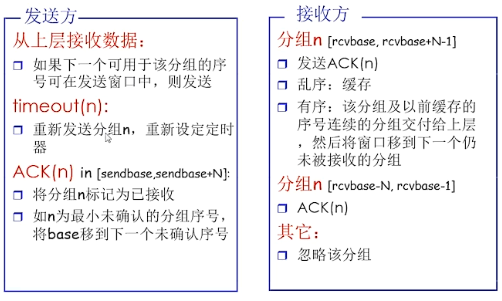 发送方
从上层接收数据：
如果下一个可用于该分组的序
号可在发送窗口中，则发送
timeout(n):
重新发送分组n，重新设定定时
器
ACK(n) in [sendbase,sendbase+N]:
将分组n标记为已接收
如n为最小未确认的分组序号，
将base移到下一个未确认序号
接收方
分组n [rcvbase, rcvbase+N-1]
发送ACK(n)
乱序：缓存
有序：该分组及以前缓存的
序号连续的分组交付给上层
，然后将窗口移到下一个仍
未被接收的分组
分组n [rcvbase-N, rcvbase-1]
ACK(n)
其它：
忽略该分组